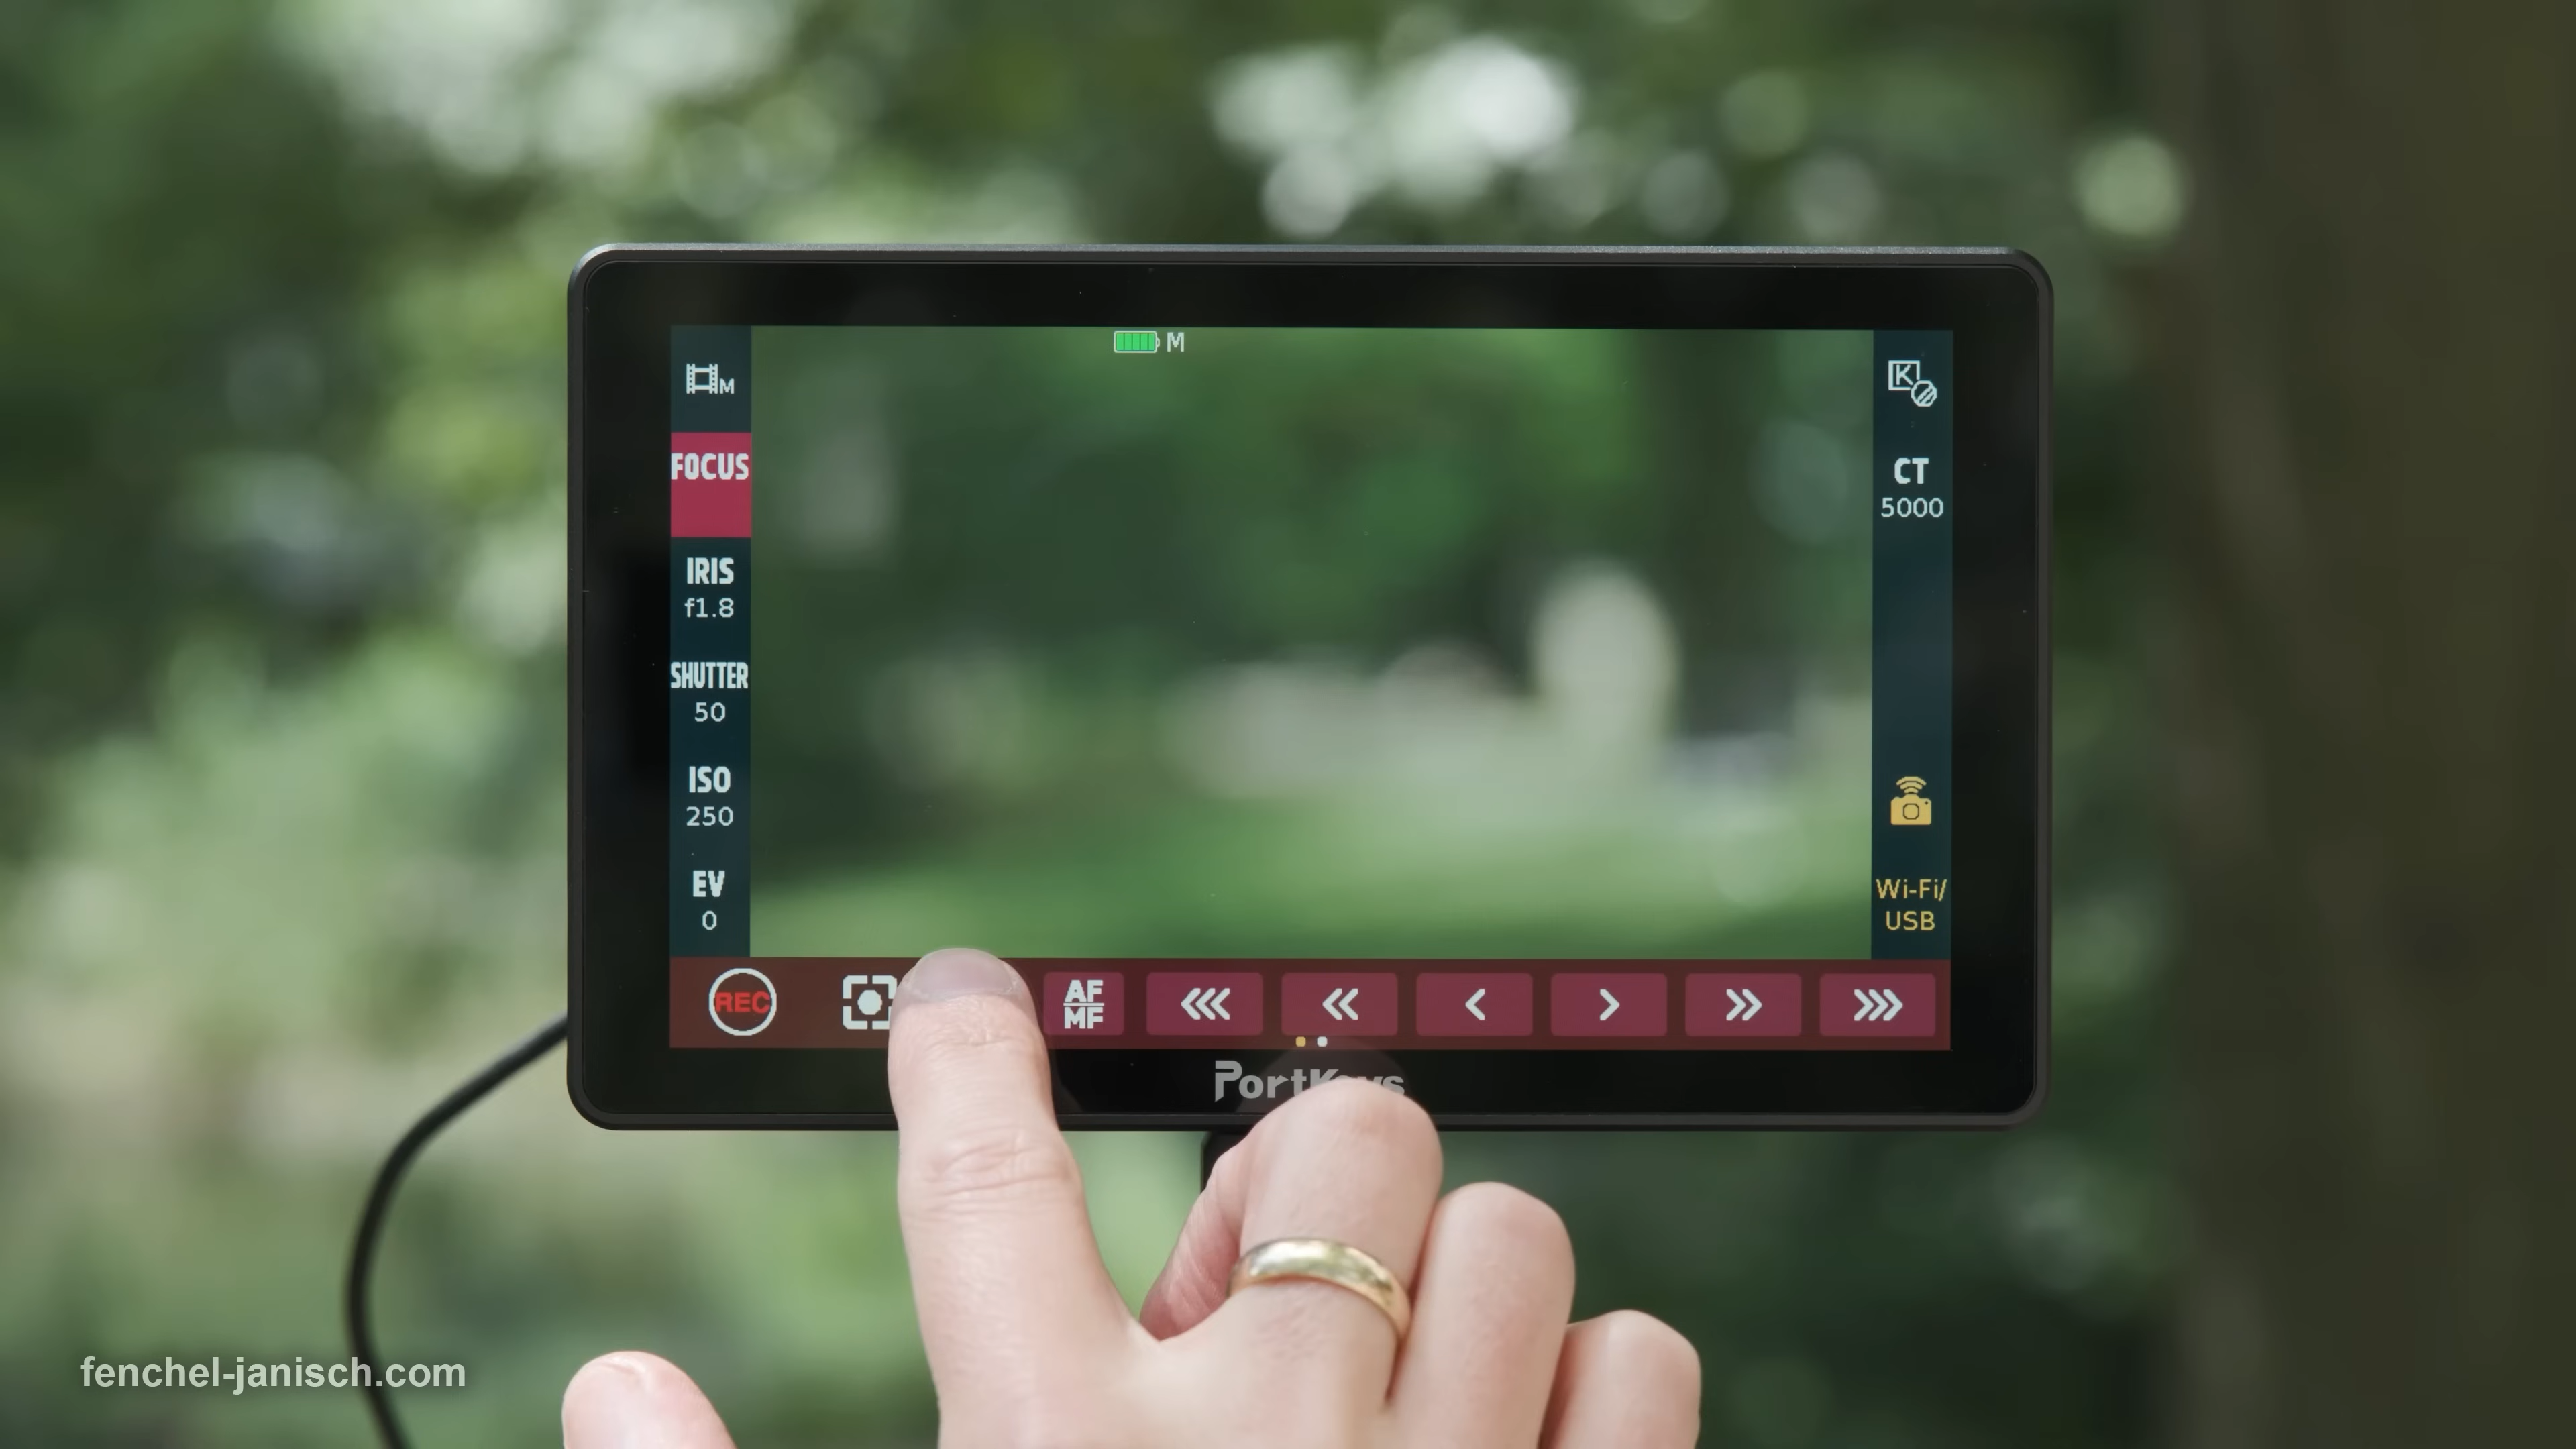 M
M
FOCUS
IRIS
f1.8
SHUTTER
50
ISO
250
EV
0
K
CT
5000
Wi-Fi/
USB
REC
AF
MF
PortKeys
fenchel-janisch.com